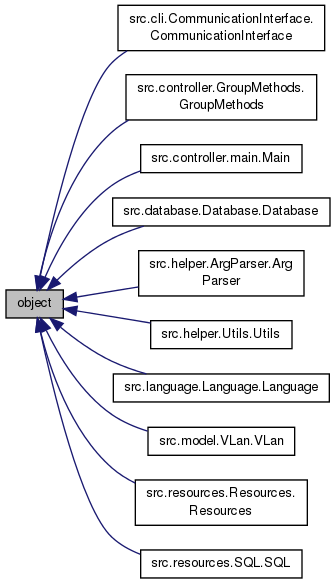 src.cli.CommunicationInterface.
CommunicationInterface
src.controller.GroupMethods.
GroupMethods
src.controller.main.Main
src.database.Database.Database
src.helper.ArgParser.Arg
Parser
object
src.helper.Utils.Utils
src.language.Language.Language
src.model.VLan.VLan
src.resources.Resources.
Resources
src.resources.SQL.SQL